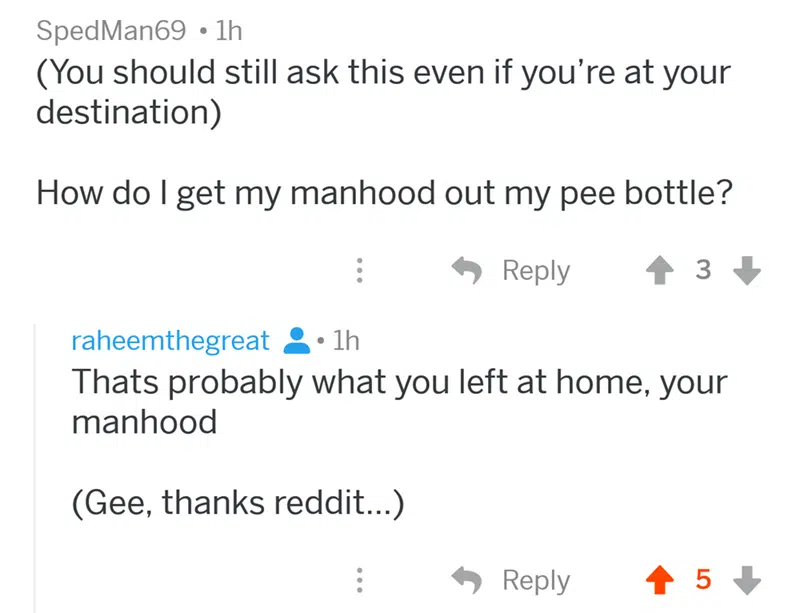 SpedMan69 • 1h
(You should still ask this even if you're at your
destination)
How do I get my manhood out my pee bottle?
Reply 3
raheemthegreat • 1h
Thats probably what you left at home, your
manhood
(Gee, thanks reddit...)
Reply 5